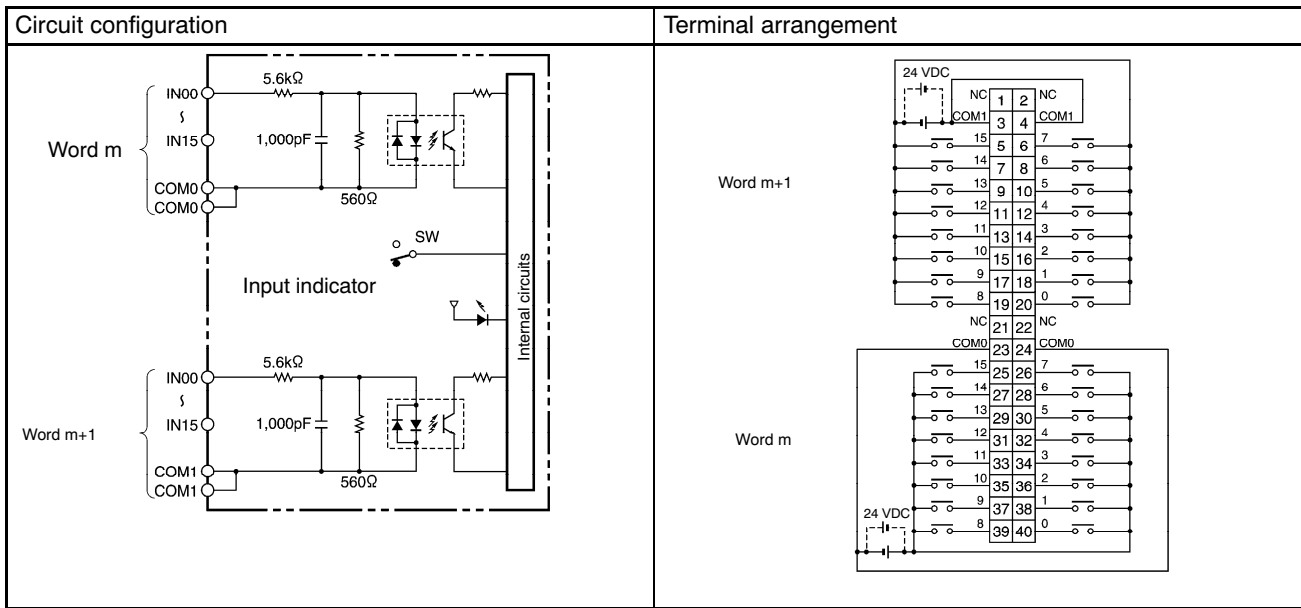 Circuit configuration
Terminal arrangement
5.6kΩ
IN00
IN15
Word m
1,000pF
COM0
COM0
560Ω
SW
Input indicator
Internal circuits
5.6kΩ
IN00
IN15
Word m+1
1,000pF
COM1
COM1
560Ω
24 VDC
NC 1 2 NC
COM1 3 4 COM1
15 5 6 7
14 7 8 6
Word m+1
13 9 10 5
12 11 12 4
11 13 14 3
10 15 16 2
9 17 18 1
8 19 20 0
NC 21 22 NC
COM0 23 24 COM0
15 25 26 7
14 27 28 6
13 29 30 5
Word m
12 31 32 4
11 33 34 3
10 35 36 2
9 37 38 1
24 VDC
8 39 40 0